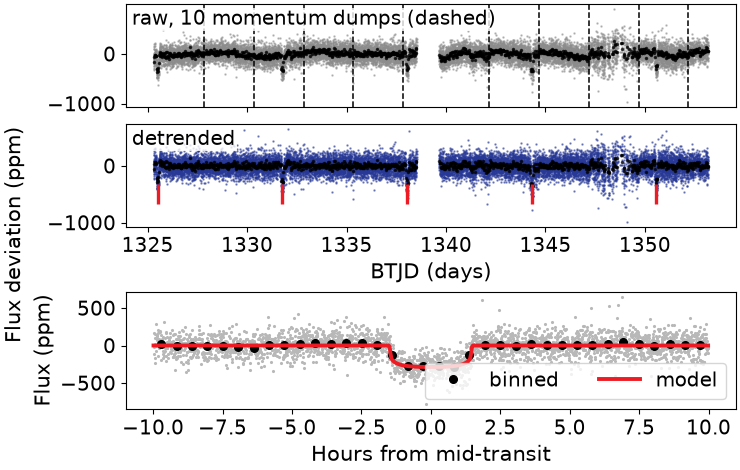 raw, 10 momentum dumps (dashed)
0
−1000
detrended
0
−1000
1325 1330 1335 1340 1345 1350
BTJD (days)
Flux deviation (ppm)
500
0
−500
Flux (ppm)
binned model
−10.0 −7.5 −5.0 −2.5 0.0 2.5 5.0 7.5 10.0
Hours from mid-transit